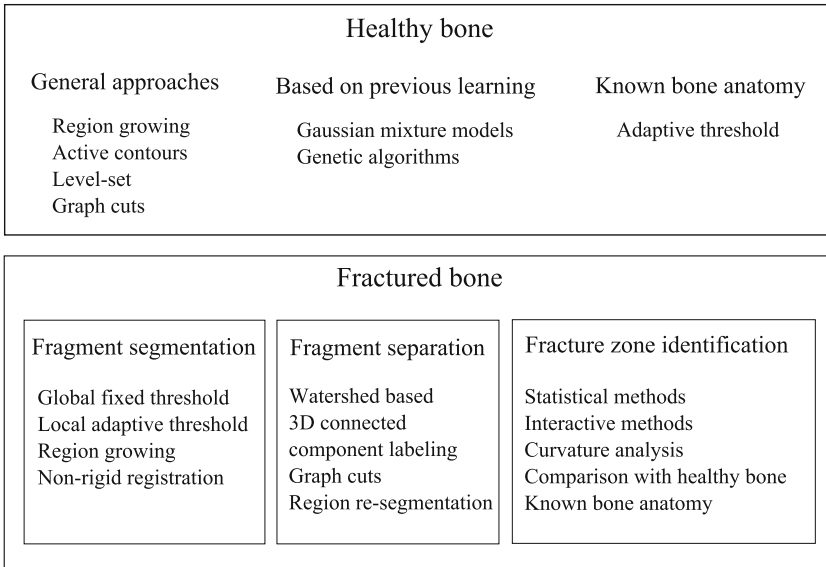 Healthy bone
General approaches
Region growing
Active contours
Level-set
Graph cuts
Based on previous learning
Gaussian mixture models
Genetic algorithms
Known bone anatomy
Adaptive threshold
Fractured bone
Fragment segmentation
Global fixed threshold
Local adaptive threshold
Region growing
Non-rigid registration
Fragment separation
Watershed based
3D connected
component labeling
Graph cuts
Region re-segmentation
Fracture zone identification
Statistical methods
Interactive methods
Curvature analysis
Comparison with healthy bone
Known bone anatomy